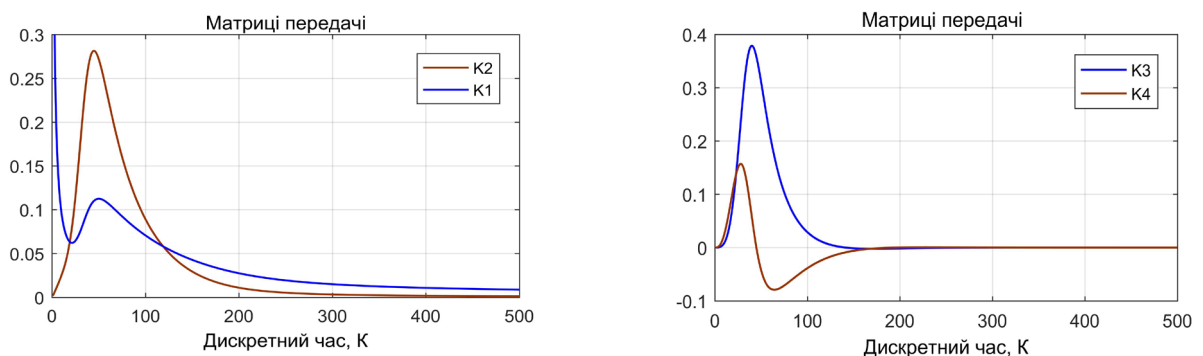 Матриці передачі
0.3
0.25
0.2
0.15
0.1
0.05
0
K2
K1
0 100 200 300 400 500
Дискретний час, К
Матриці передачі
0.4
0.3
0.2
0.1
0
-0.1
K3
K4
0 100 200 300 400 500
Дискретний час, К